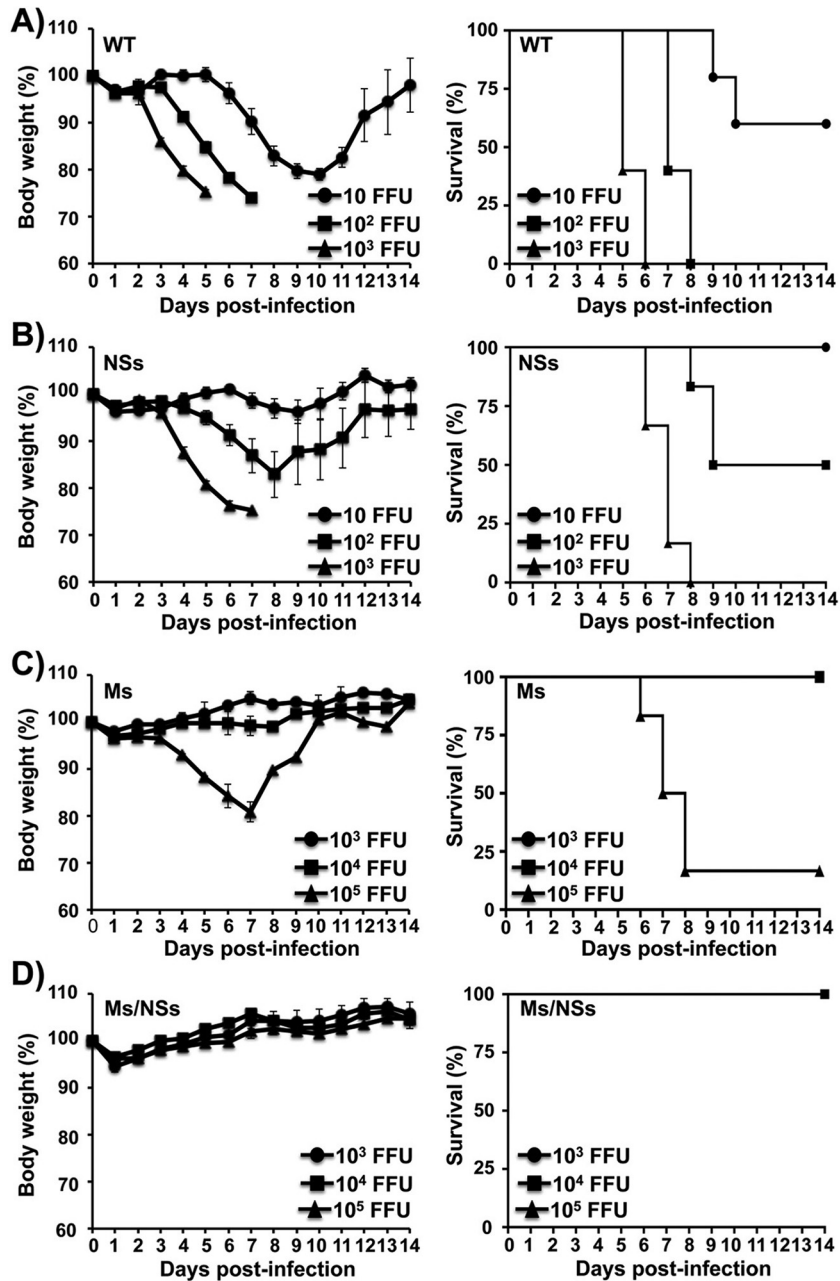 A)
WT
Body weight (%)
110
100
90
80
70
60
10 FFU
10² FFU
10³ FFU
0 1 2 3 4 5 6 7 8 9 10 11 12 13 14
Days post-infection
WT
Survival (%)
100
75
50
25
0
10 FFU
10² FFU
10³ FFU
0 1 2 3 4 5 6 7 8 9 10 11 12 13 14
Days post-infection
B)
NSs
Body weight (%)
110
100
90
80
70
60
10 FFU
10² FFU
10³ FFU
0 1 2 3 4 5 6 7 8 9 10 11 12 13 14
Days post-infection
NSs
Survival (%)
100
75
50
25
0
10 FFU
10² FFU
10³ FFU
0 1 2 3 4 5 6 7 8 9 10 11 12 13 14
Days post-infection
C)
Ms
Body weight (%)
110
100
90
80
70
60
10³ FFU
10⁴ FFU
10⁵ FFU
0 1 2 3 4 5 6 7 8 9 10 11 12 13 14
Days post-infection
Ms
Survival (%)
100
75
50
25
0
10³ FFU
10⁴ FFU
10⁵ FFU
0 1 2 3 4 5 6 7 8 9 10 11 12 13 14
Days post-infection
D)
Ms/NSs
Body weight (%)
110
100
90
80
70
60
10³ FFU
10⁴ FFU
10⁵ FFU
0 1 2 3 4 5 6 7 8 9 10 11 12 13 14
Days post-infection
Ms/NSs
Survival (%)
100
75
50
25
0
10³ FFU
10⁴ FFU
10⁵ FFU
0 1 2 3 4 5 6 7 8 9 10 11 12 13 14
Days post-infection